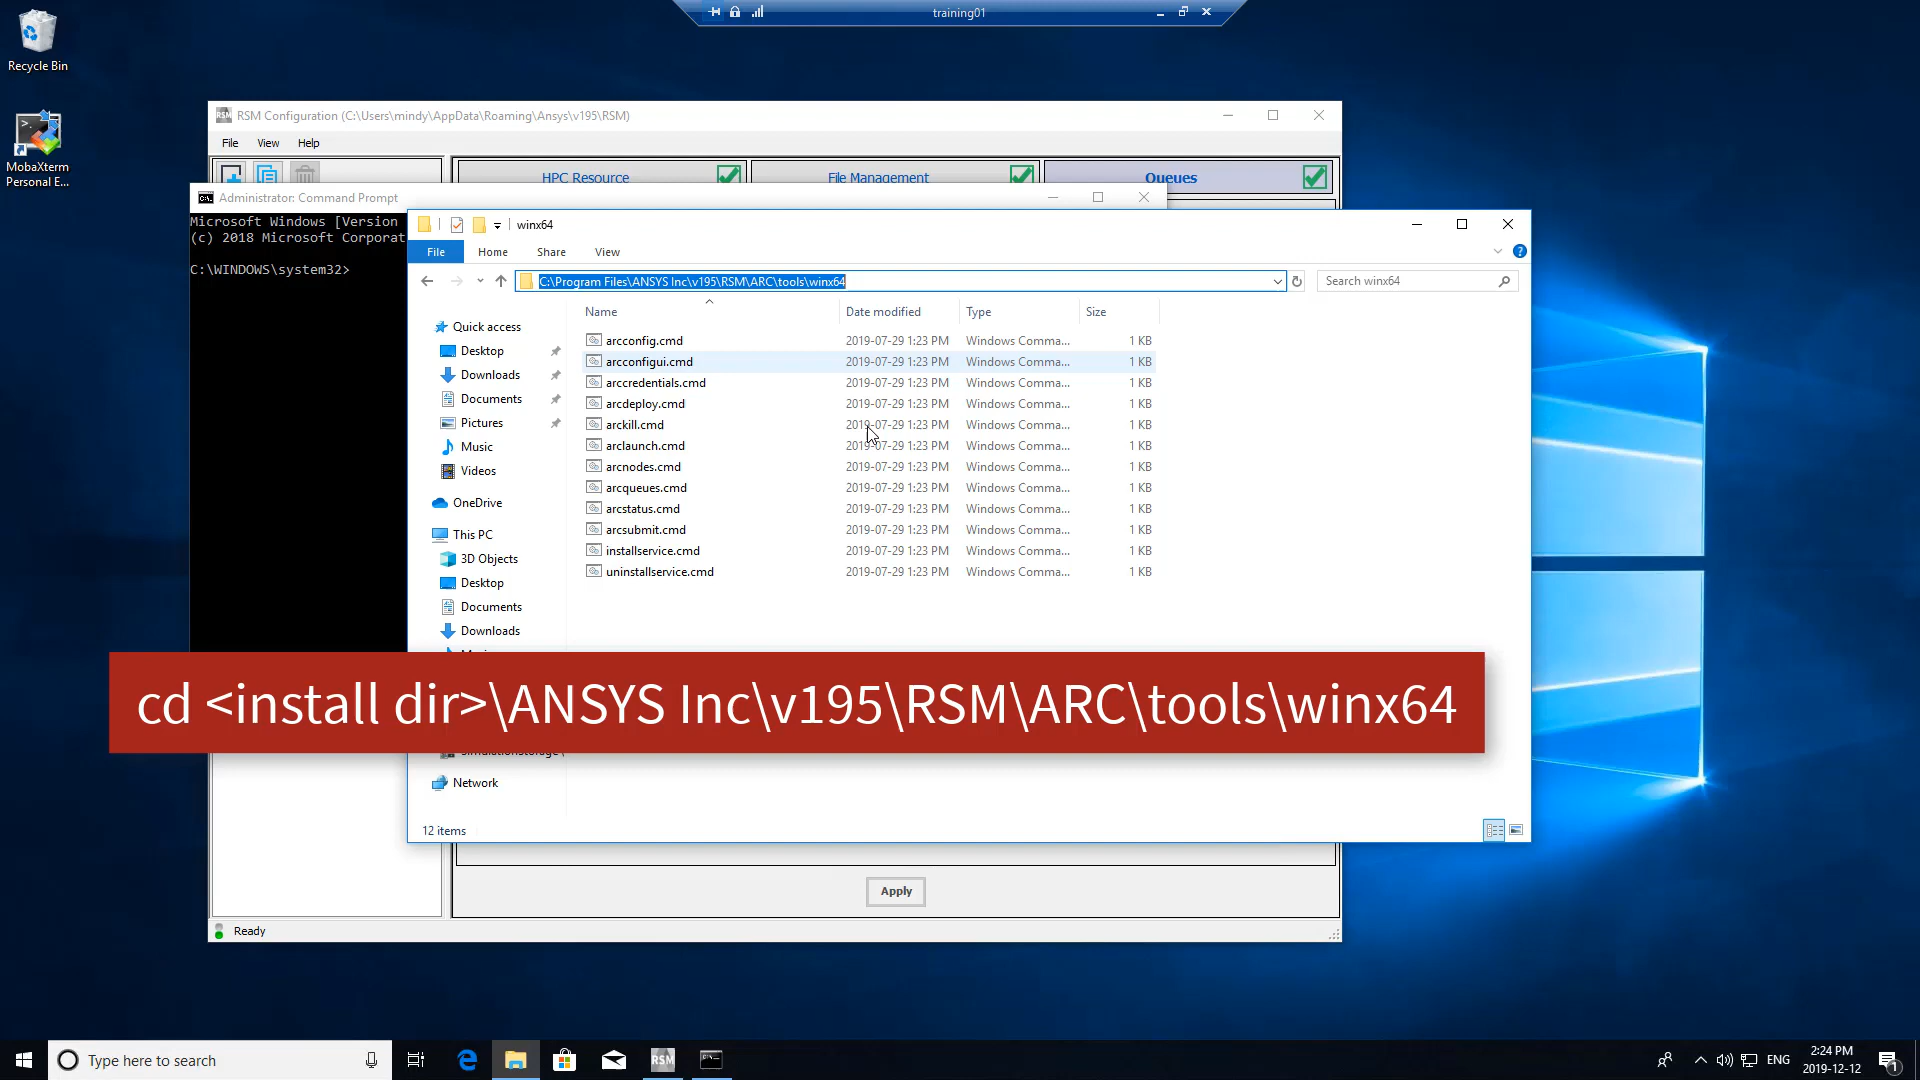 training01
Recycle Bin
MobaXterm
Personal E...
RSM Configuration (C:\Users\mindy\AppData\Roaming\Ansys\v195\RSM)
File View Help
HPC Resource
File Management
Queues
Administrator: Command Prompt
Microsoft Windows [Version
(c) 2018 Microsoft Corporat
C:\WINDOWS\system32>
winx64
File Home Share View
C:\Program Files\ANSYS Inc\v195\RSM\ARC\tools\winx64
Search winx64
Name Date modified Type Size
arcconfig.cmd 2019-07-29 1:23 PM Windows Comma... 1 KB
arcconfigui.cmd 2019-07-29 1:23 PM Windows Comma... 1 KB
arccredentials.cmd 2019-07-29 1:23 PM Windows Comma... 1 KB
arcdeploy.cmd 2019-07-29 1:23 PM Windows Comma... 1 KB
arckill.cmd 2019-07-29 1:23 PM Windows Comma... 1 KB
arclaunch.cmd 2019-07-29 1:23 PM Windows Comma... 1 KB
arcnodes.cmd 2019-07-29 1:23 PM Windows Comma... 1 KB
arcqueues.cmd 2019-07-29 1:23 PM Windows Comma... 1 KB
arcstatus.cmd 2019-07-29 1:23 PM Windows Comma... 1 KB
arcsubmit.cmd 2019-07-29 1:23 PM Windows Comma... 1 KB
installservice.cmd 2019-07-29 1:23 PM Windows Comma... 1 KB
uninstallservice.cmd 2019-07-29 1:23 PM Windows Comma... 1 KB
Quick access
Desktop
Downloads
Documents
Pictures
Music
Videos
OneDrive
This PC
3D Objects
Desktop
Documents
Downloads
cd <install dir>\ANSYS Inc\v195\RSM\ARC\tools\winx64
Network
12 items
Apply
Ready
Type here to search
RSM
ENG
2:24 PM
2019-12-12
1